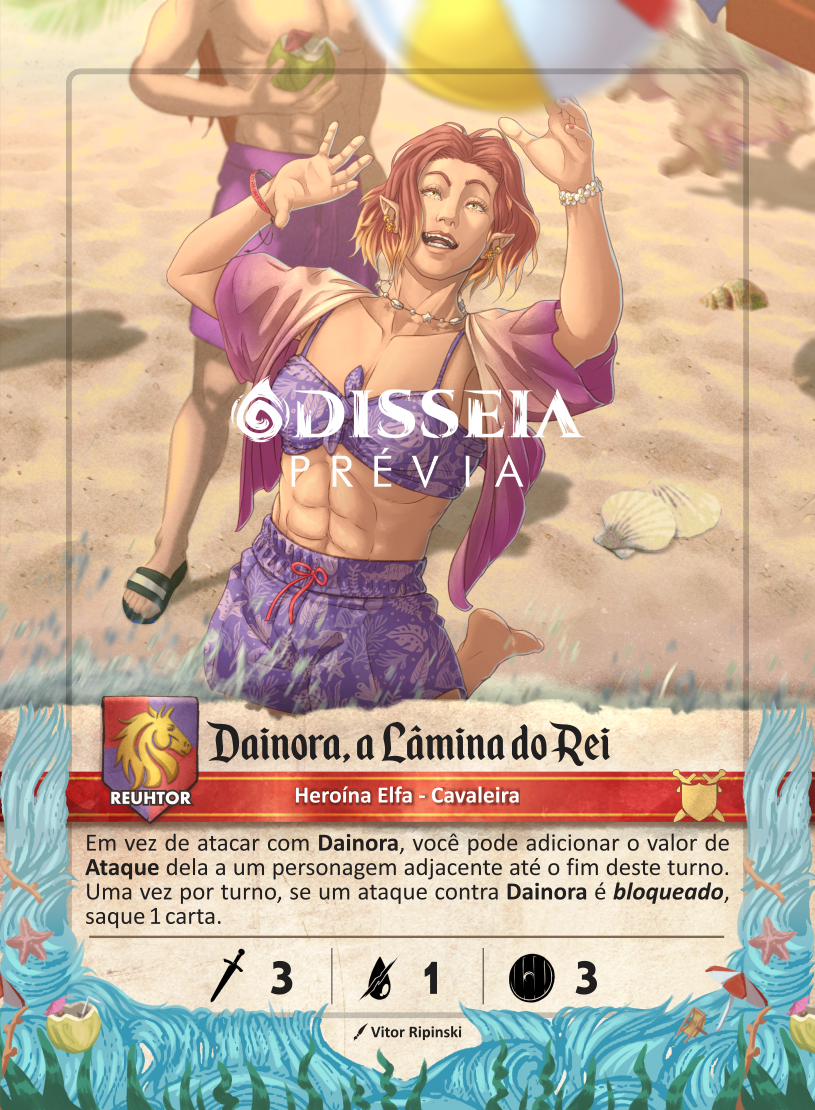 ODISSEIA
PRÉVIA
Dainora, a Lâmina do Rei
REUHTOR
Heroína Elfa - Cavaleira
Em vez de atacar com Dainora, você pode adicionar o valor de
Ataque dela a um personagem adjacente até o fim deste turno.
Uma vez por turno, se um ataque contra Dainora é bloqueado,
saque 1 carta.
3 1 3
Vitor Ripinski